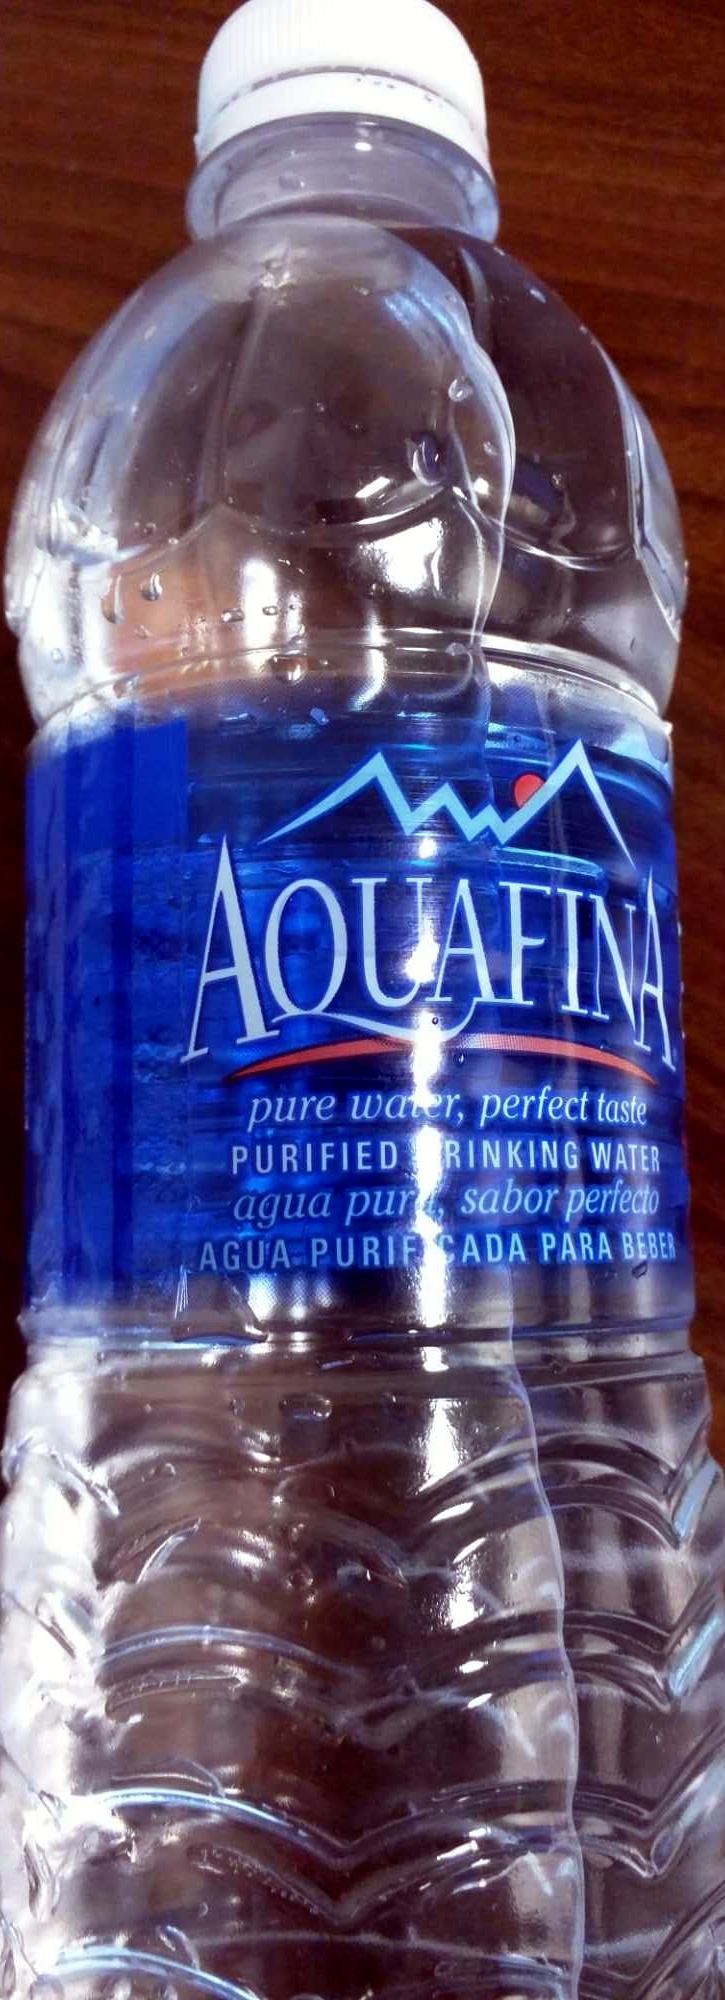 AQUAFINA
pure water, perfect taste
PURIFIED DRINKING WATER
agua pura, sabor perfecto
AGUA PURIFICADA PARA BEBER